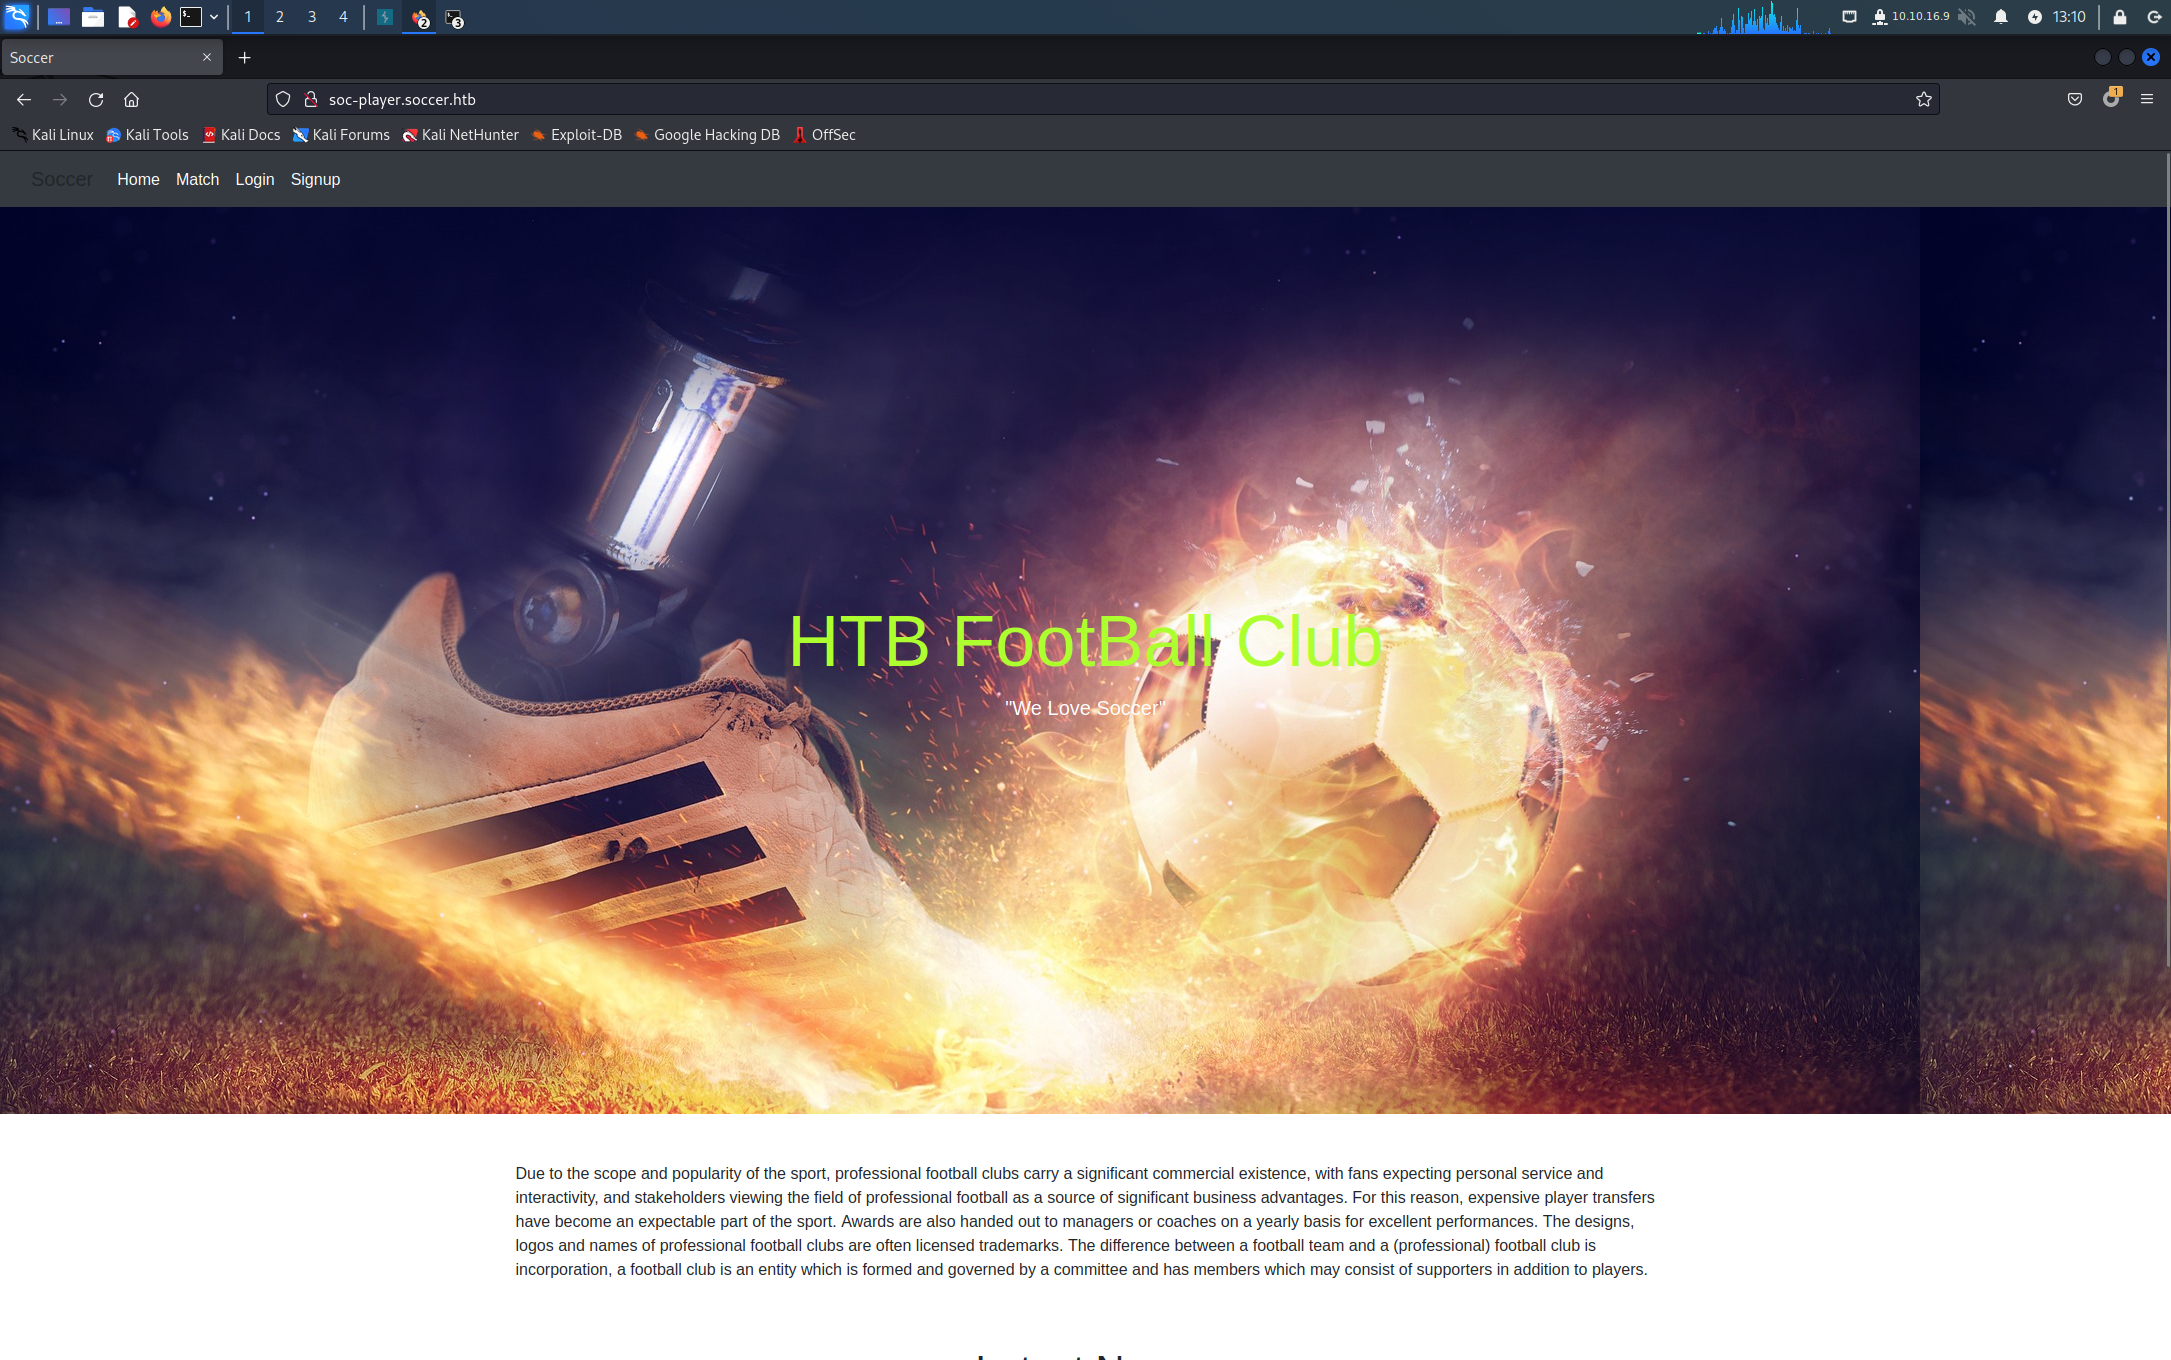 1 2 3 4 2 3 10.10.16.9 13:10
Soccer
soc-player.soccer.htb 1
Kali Linux Kali Tools Kali Docs Kali Forums Kali NetHunter Exploit-DB Google Hacking DB OffSec
Soccer Home Match Login Signup
HTB FootBall Club
"We Love Soccer"
Due to the scope and popularity of the sport, professional football clubs carry a significant commercial existence, with fans expecting personal service and
interactivity, and stakeholders viewing the field of professional football as a source of significant business advantages. For this reason, expensive player transfers
have become an expectable part of the sport. Awards are also handed out to managers or coaches on a yearly basis for excellent performances. The designs,
logos and names of professional football clubs are often licensed trademarks. The difference between a football team and a (professional) football club is
incorporation, a football club is an entity which is formed and governed by a committee and has members which may consist of supporters in addition to players.